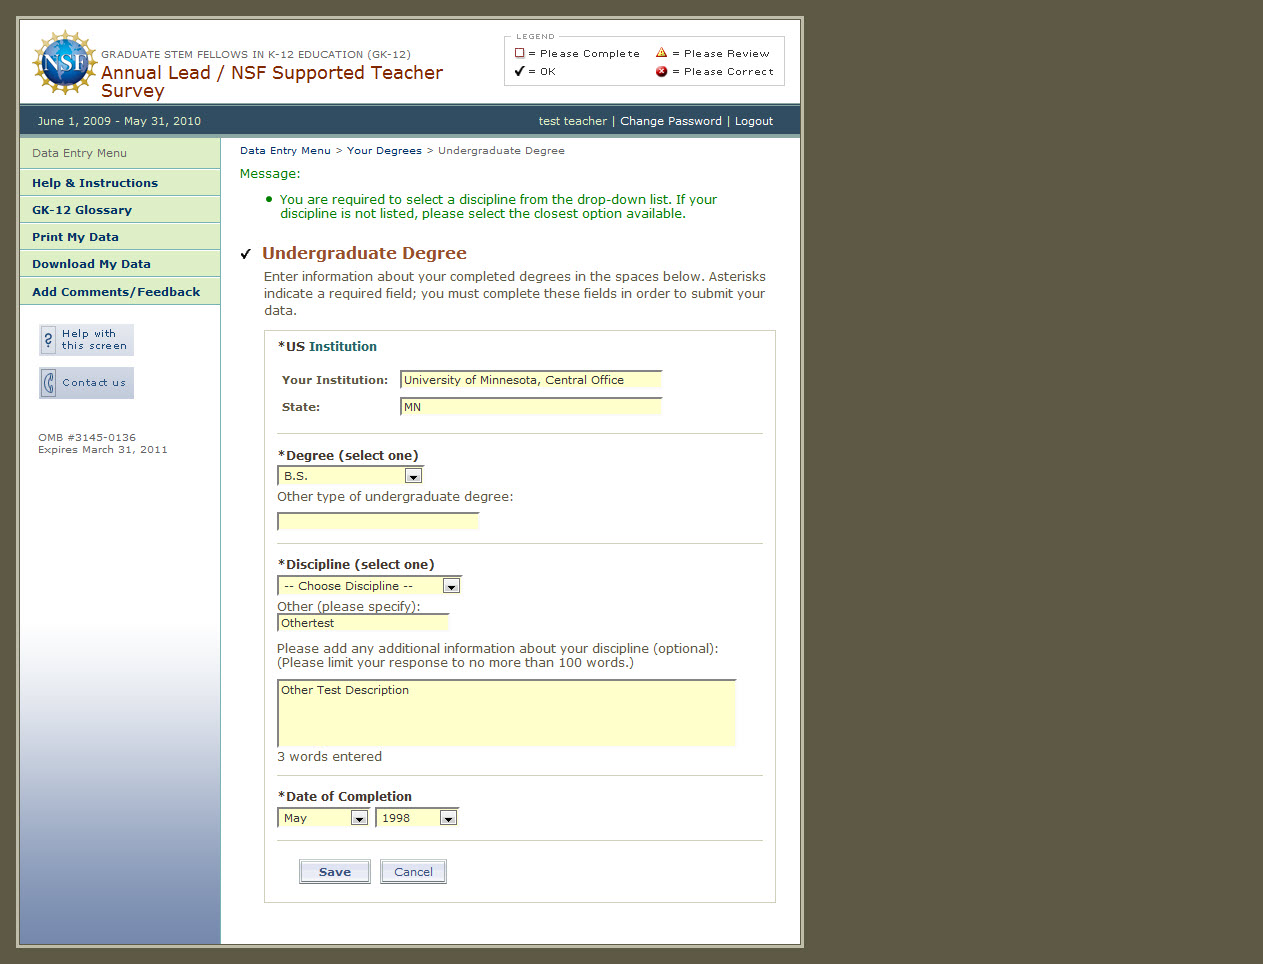 NSF
GRADUATE STEM FELLOWS IN K-12 EDUCATION (GK-12)
Annual Lead / NSF Supported Teacher
Survey
LEGEND
= Please Complete
= Please Review
= OK
= Please Correct
June 1, 2009 - May 31, 2010
test teacher | Change Password | Logout
Data Entry Menu
Help & Instructions
GK-12 Glossary
Print My Data
Download My Data
Add Comments/Feedback
? Help with
this screen
Contact us
OMB #3145-0136
Expires March 31, 2011
Data Entry Menu > Your Degrees > Undergraduate Degree
Message:
You are required to select a discipline from the drop-down list. If your
discipline is not listed, please select the closest option available.
Undergraduate Degree
Enter information about your completed degrees in the spaces below. Asterisks
indicate a required field; you must complete these fields in order to submit your
data.
*US Institution
Your Institution: University of Minnesota, Central Office
State: MN
*Degree (select one)
B.S.
Other type of undergraduate degree:
*Discipline (select one)
-- Choose Discipline --
Other (please specify):
Othertest
Please add any additional information about your discipline (optional):
(Please limit your response to no more than 100 words.)
Other Test Description
3 words entered
*Date of Completion
May 1998
Save Cancel